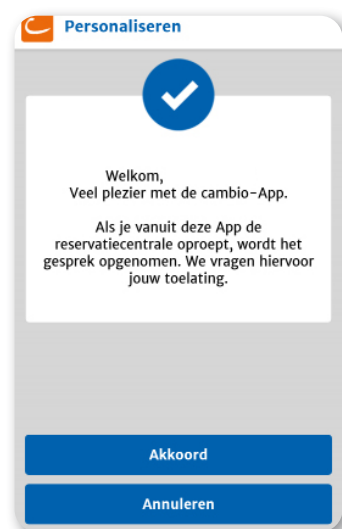 Personaliseren
Welkom,
Veel plezier met de cambio-App.
Als je vanuit deze App de
reservatiecentrale oproept, wordt het
gesprek opgenomen. We vragen hiervoor
jouw toelating.
Akkoord
Annuleren